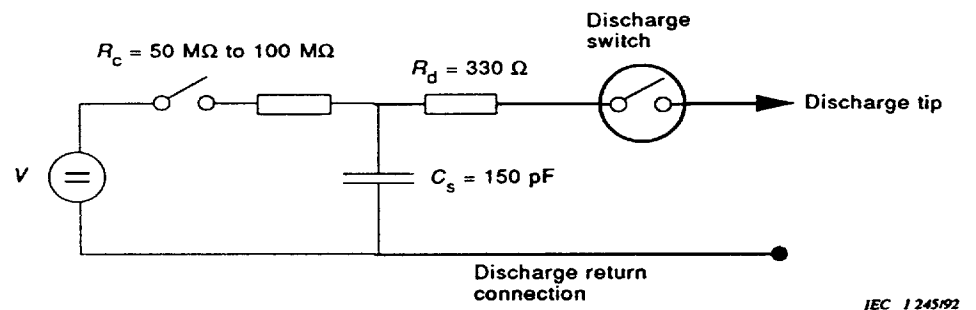 Discharge
switch
R_c = 50 MΩ to 100 MΩ
R_d = 330 Ω
Discharge tip
V
C_s = 150 pF
Discharge return
connection
IEC 1 245/92